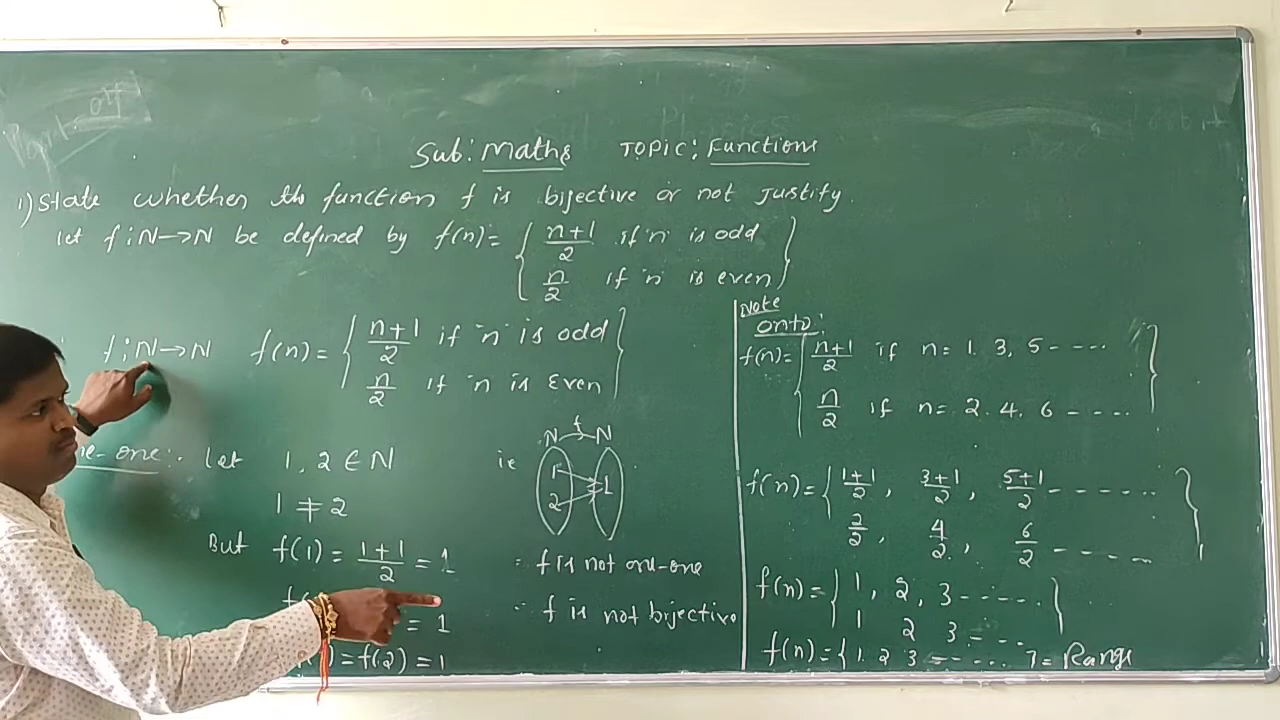 Sub: Maths TOPIC: Functions
1) State whether the function f is bijective or not Justify.
let f: N→N be defined by f(n)= { n+1/2 if 'n' is odd
n/2 if 'n' is even }
f: N→N f(n)= { n+1/2 if 'n' is odd
n/2 if 'n' is Even }
e-one:- let 1, 2 ∈ N
1 ≠ 2
But f(1) = 1+1/2 = 1
= 1
= f(2) = 1
ie
f
N N
1
2
1
∴ f is not one-one
∴ f is not bijective
Note
onto:
f(n)= { n+1/2 if n= 1. 3. 5 - - - - ....
n/2 if n= 2. 4. 6 - - - - .... }
f(n)= { 1+1/2, 3+1/2, 5+1/2 - - - - - ..
2/2, 4/2, 6/2 - - - - .. }
f(n)= { 1, 2, 3 - - - - - ..
1 2 3 - - .. }
f(n)= { 1. 2 3 - - - .... }= Range